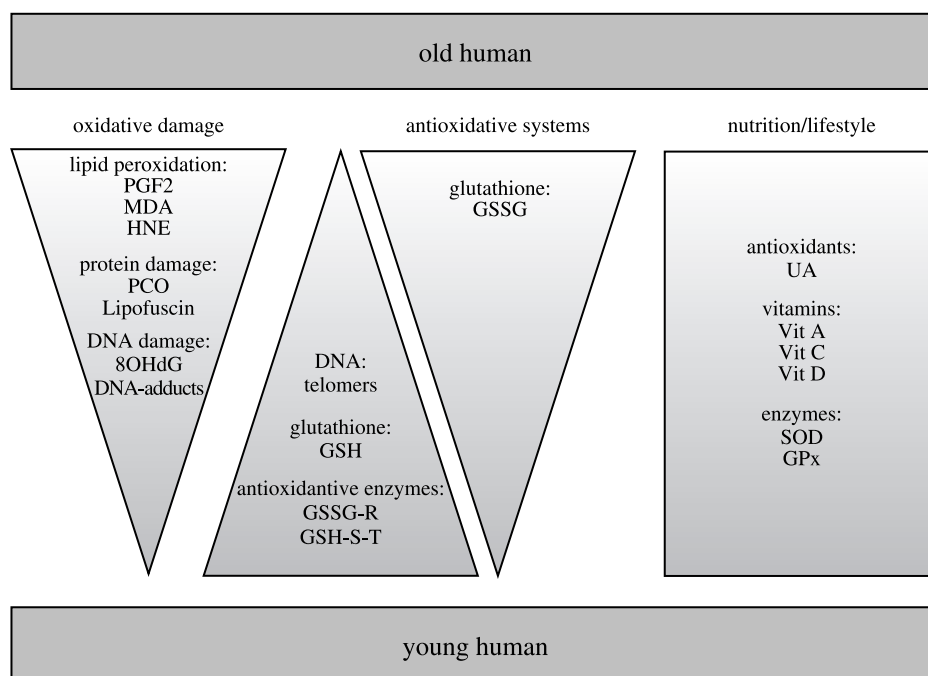 old human
oxidative damage
antioxidative systems
nutrition/lifestyle
lipid peroxidation:
PGF2
MDA
HNE
protein damage:
PCO
Lipofuscin
DNA damage:
8OHdG
DNA-adducts
DNA:
telomers
glutathione:
GSH
antioxidantive enzymes:
GSSG-R
GSH-S-T
glutathione:
GSSG
antioxidants:
UA
vitamins:
Vit A
Vit C
Vit D
enzymes:
SOD
GPx
young human